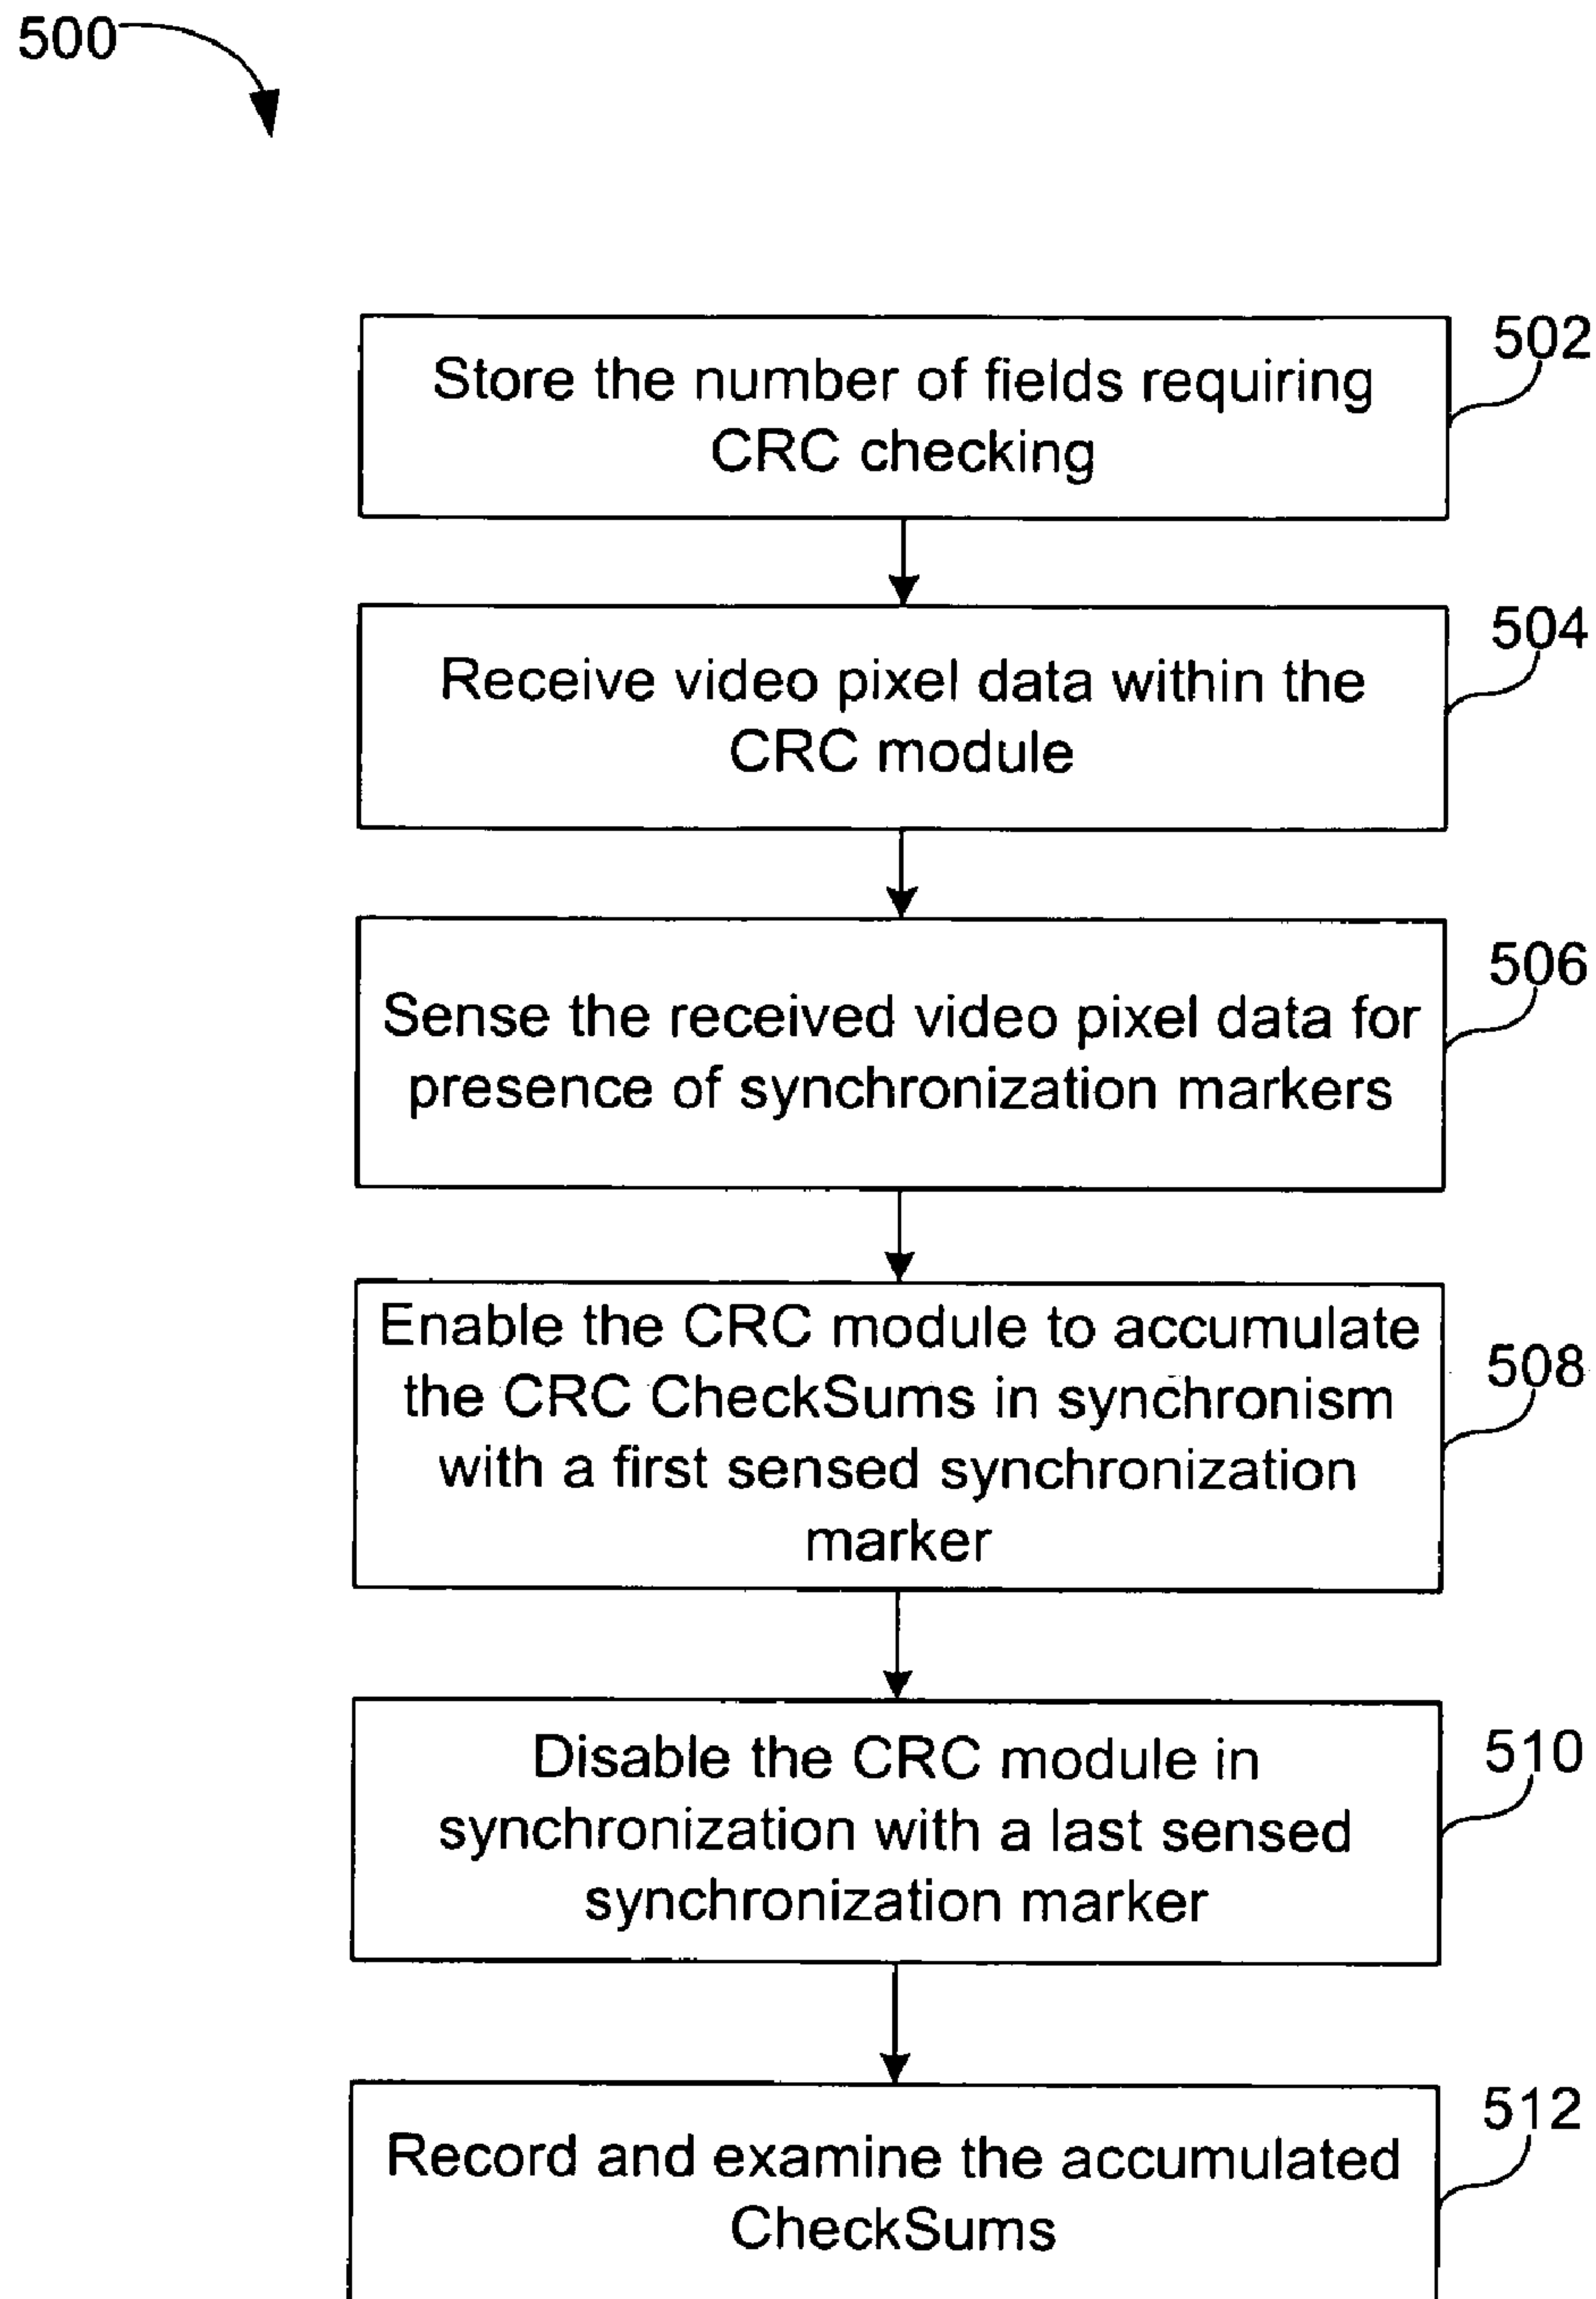 500
Store the number of fields requiring
CRC checking
502
Receive video pixel data within the
CRC module
504
Sense the received video pixel data for
presence of synchronization markers
506
Enable the CRC module to accumulate
the CRC CheckSums in synchronism
with a first sensed synchronization
marker
508
Disable the CRC module in
synchronization with a last sensed
synchronization marker
510
Record and examine the accumulated
CheckSums
512